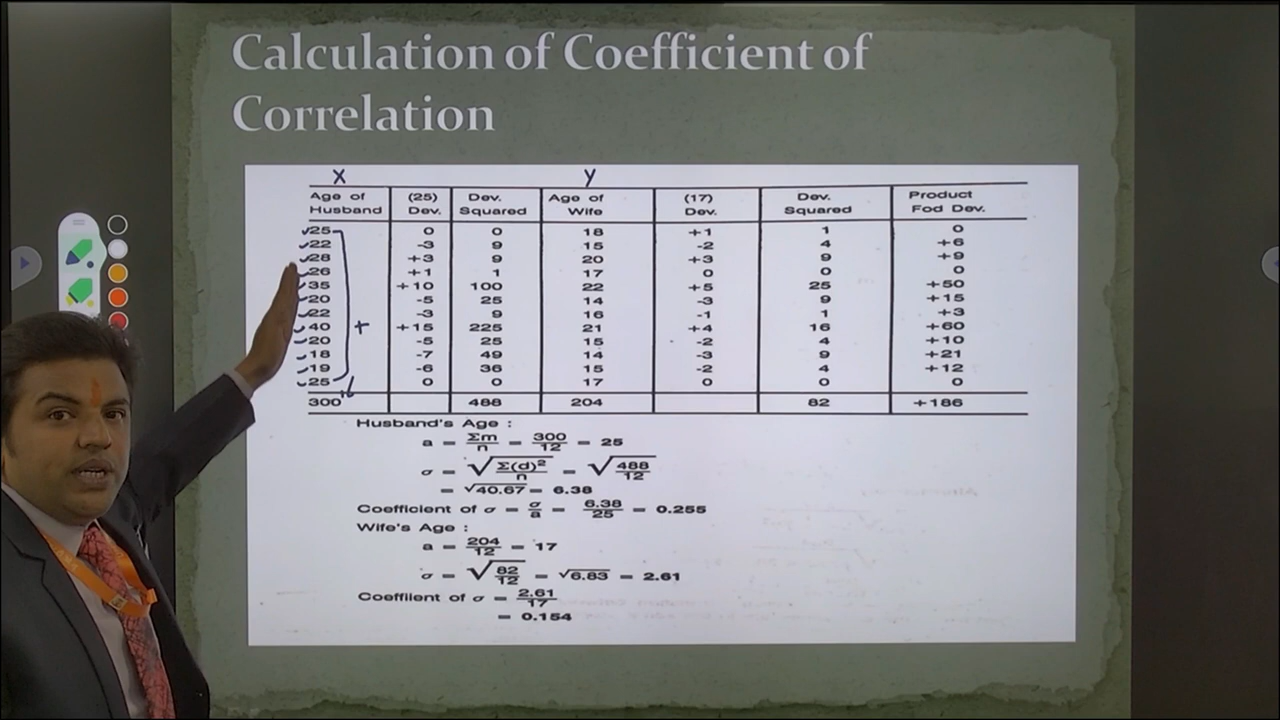 Calculation of Coefficient of
Correlation
x y
Age of Husband (25) Dev. Dev. Squared Age of Wife (17) Dev. Dev. Squared Product Fod Dev.
25 0 0 18 +1 1 0
22 -3 9 15 -2 4 +6
28 +3 9 20 +3 9 +9
26 +1 1 17 0 0 0
35 +10 100 22 +5 25 +50
20 -5 25 14 -3 9 +15
22 -3 9 16 -1 1 +3
40 +15 225 21 +4 16 +60
20 -5 25 15 -2 4 +10
18 -7 49 14 -3 9 +21
19 -6 36 15 -2 4 +12
25 0 0 17 0 0 0
+
300 488 204 82 +186
Husband's Age :
a = Σm/n = 300/12 = 25
σ = √Σ(d)²/n = √488/12
= √40.67 = 6.38
Coefficient of σ = σ/a = 6.38/25 = 0.255
Wife's Age :
a = 204/12 = 17
σ = √82/12 = √6.83 = 2.61
Coeffilent of σ = 2.61/17
= 0.154